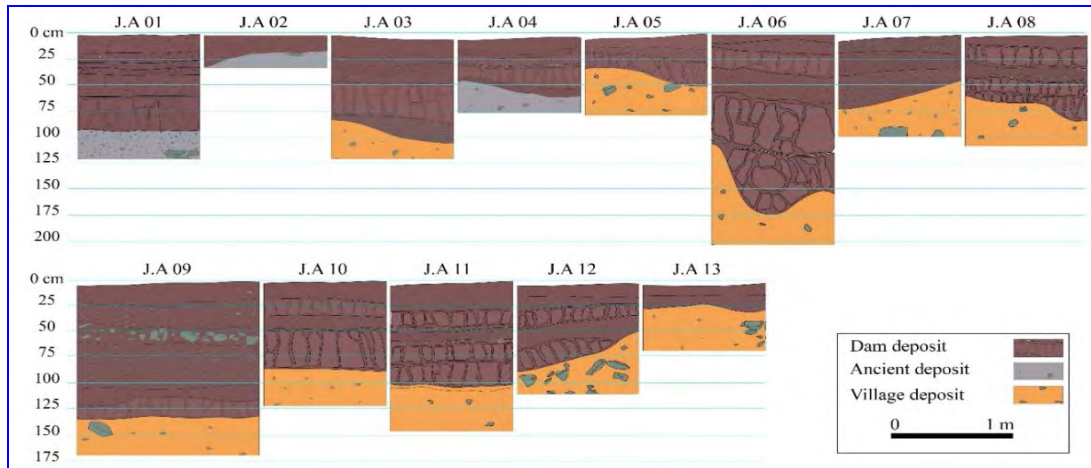 J.A 01 J.A 02 J.A 03 J.A 04 J.A 05 J.A 06 J.A 07 J.A 08
0 cm
25
50
75
100
125
150
175
200
J.A 09 J.A 10 J.A 11 J.A 12 J.A 13
0 cm
25
50
75
100
125
150
175
Dam deposit
Ancient deposit
Village deposit
0 1 m